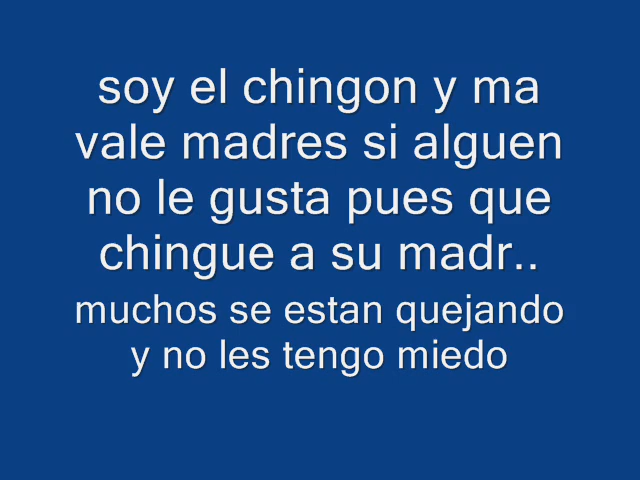 soy el chingon y ma
vale madres si alguen
no le gusta pues que
chingue a su madr..
muchos se estan quejando
y no les tengo miedo